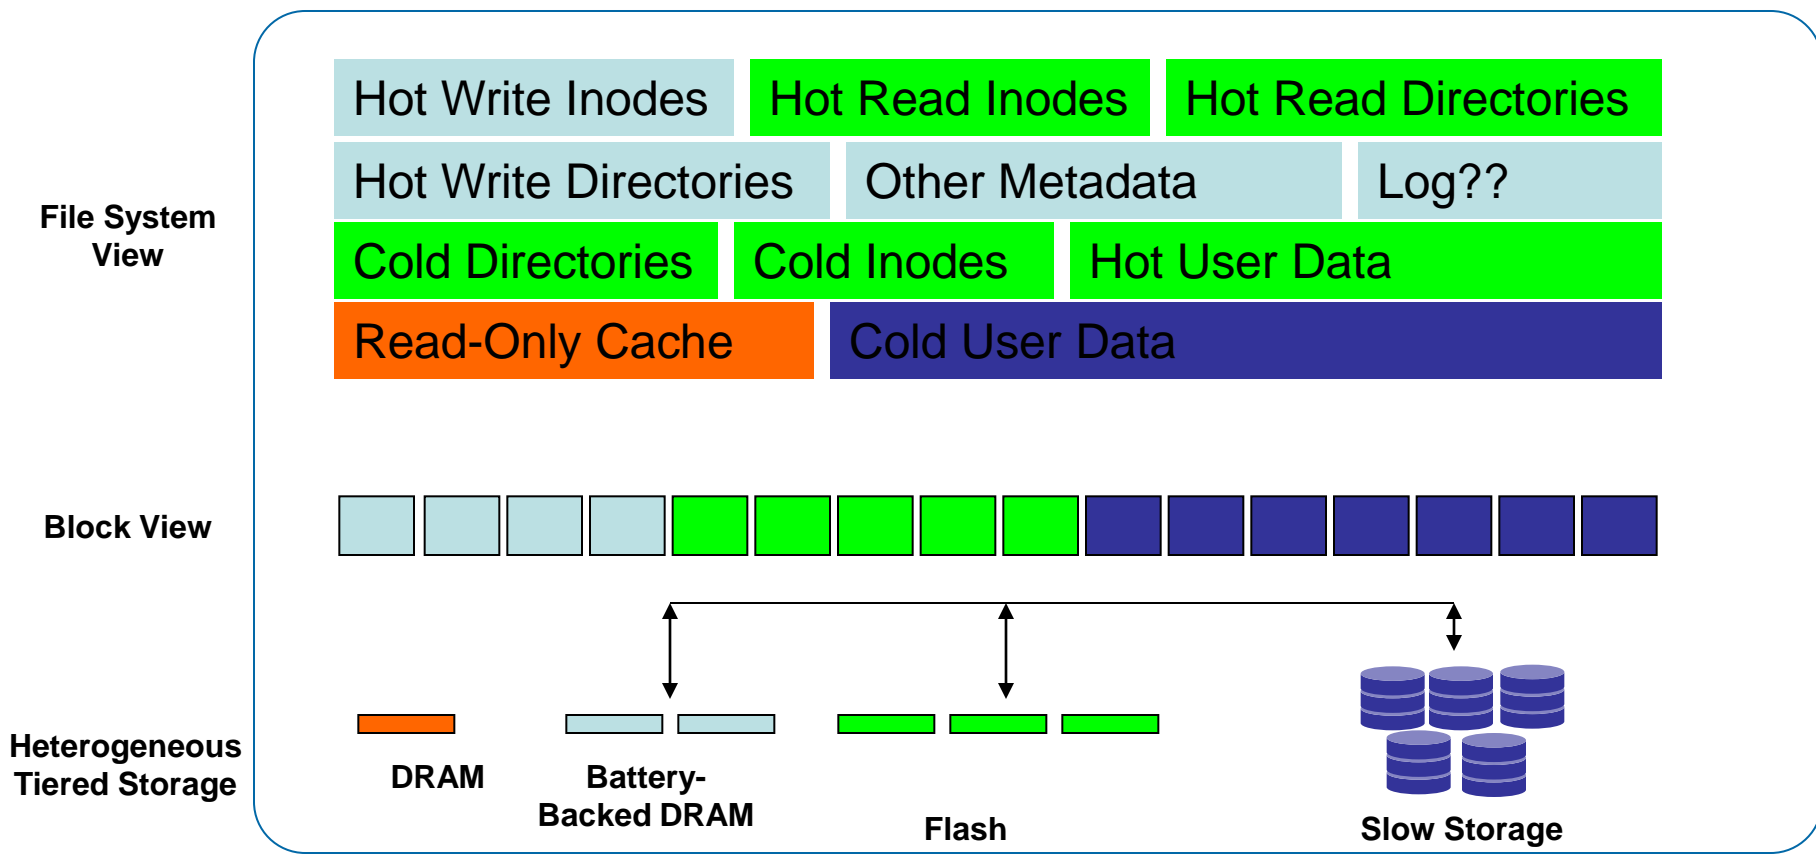 Hot Write Inodes
Hot Read Inodes
Hot Read Directories
Hot Write Directories
Other Metadata
Log??
File System
View
Cold Directories
Cold Inodes
Hot User Data
Read-Only Cache
Cold User Data
Block View
Heterogeneous
Tiered Storage
DRAM
Battery-
Backed DRAM
Flash
Slow Storage